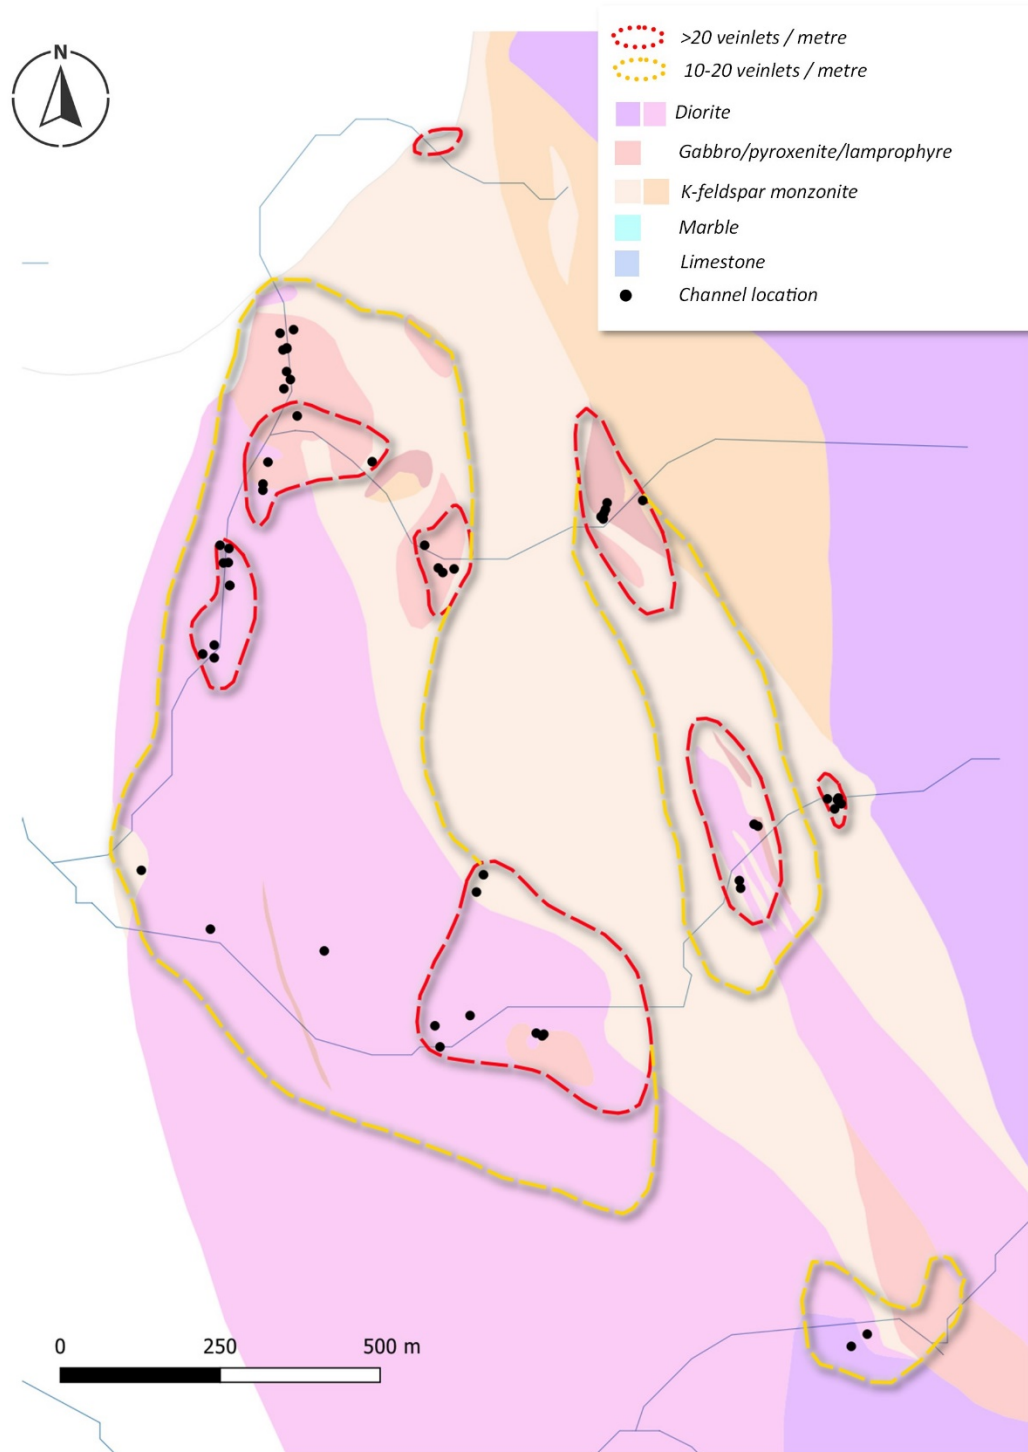 N
>20 veinlets / metre
10-20 veinlets / metre
Diorite
Gabbro/pyroxenite/lamprophyre
K-feldspar monzonite
Marble
Limestone
Channel location
0 250 500 m